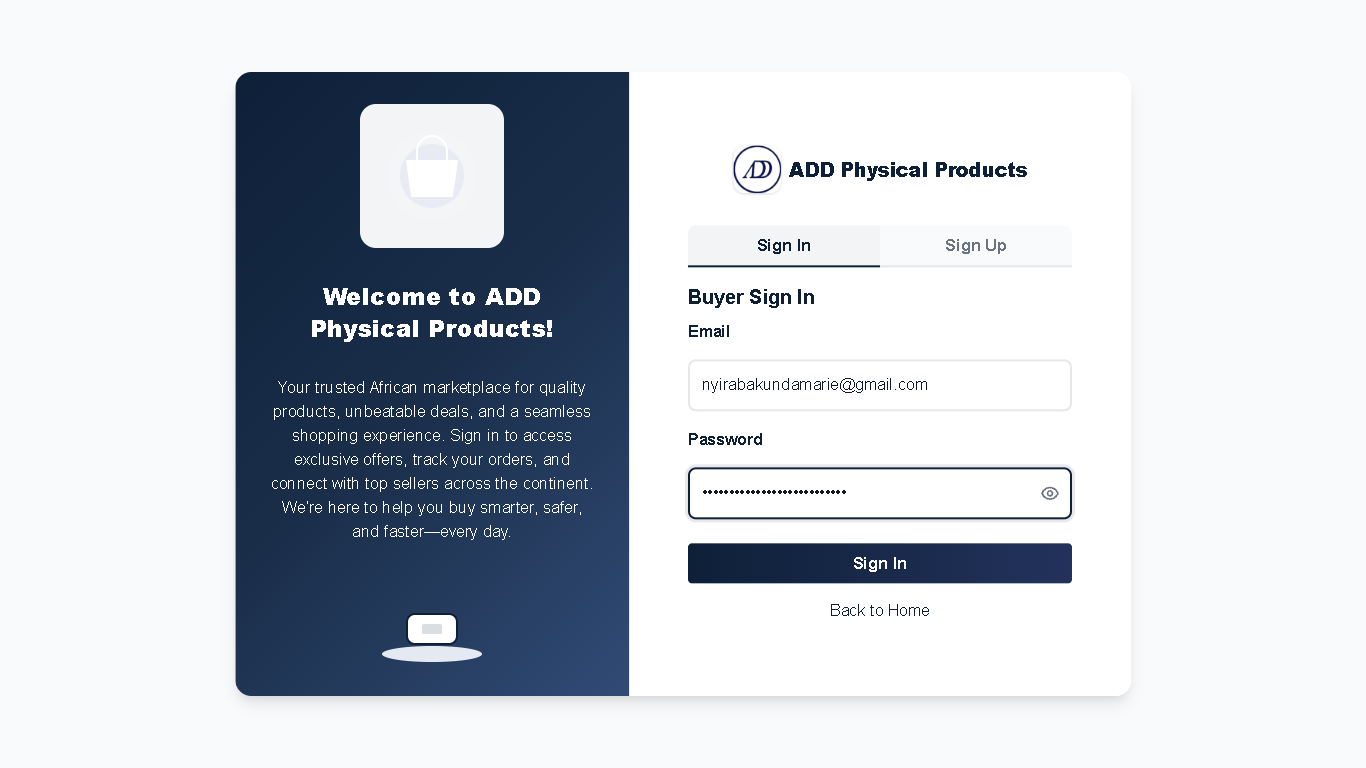 Welcome to ADD
Physical Products!
Your trusted African marketplace for quality
products, unbeatable deals, and a seamless
shopping experience. Sign in to access
exclusive offers, track your orders, and
connect with top sellers across the continent.
We're here to help you buy smarter, safer,
and faster—every day.
ADD ADD Physical Products
Sign In Sign Up
Buyer Sign In
Email
nyirabakundamarie@gmail.com
Password
Sign In
Back to Home